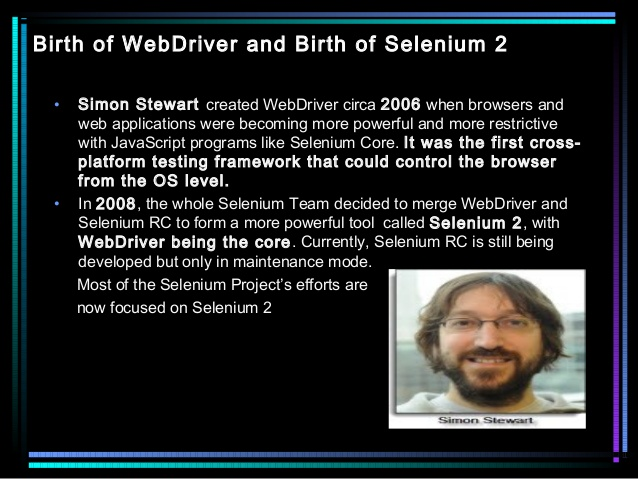 Birth of WebDriver and Birth of Selenium 2
• Simon Stewart created WebDriver circa 2006 when browsers and
web applications were becoming more powerful and more restrictive
with JavaScript programs like Selenium Core. It was the first cross-
platform testing framework that could control the browser
from the OS level.
• In 2008, the whole Selenium Team decided to merge WebDriver and
Selenium RC to form a more powerful tool called Selenium 2, with
WebDriver being the core. Currently, Selenium RC is still being
developed but only in maintenance mode.
Most of the Selenium Project’s efforts are
now focused on Selenium 2
Simon Stewart